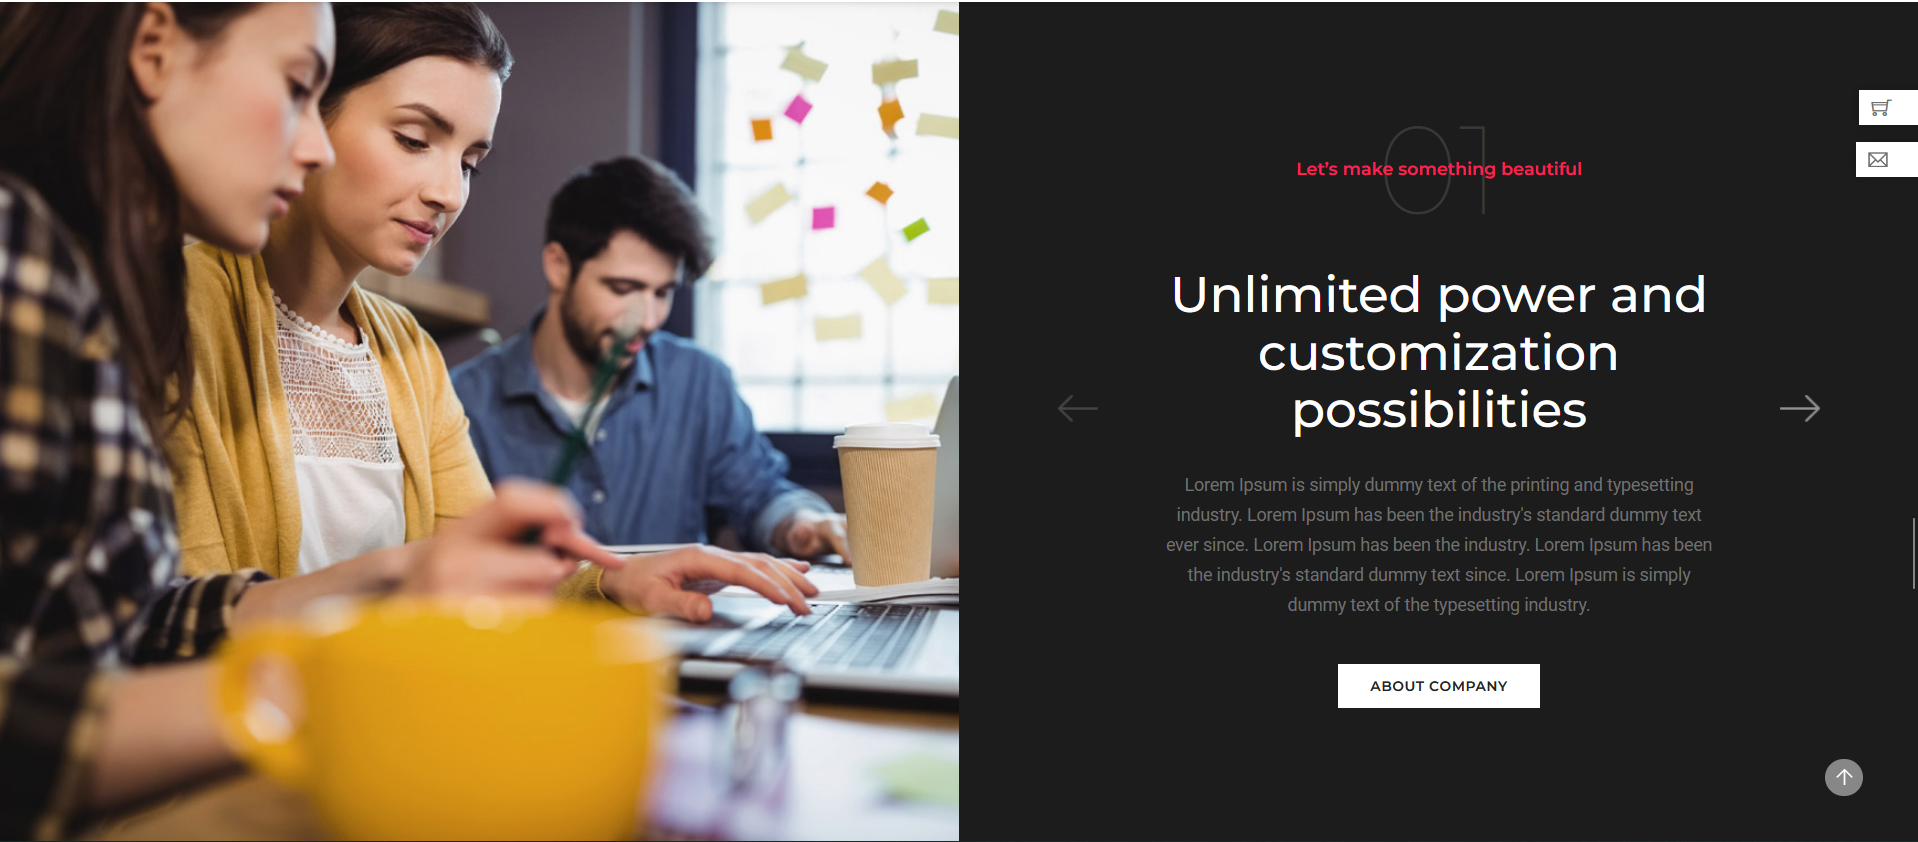 01
Let's make something beautiful
Unlimited power and
customization
possibilities
Lorem Ipsum is simply dummy text of the printing and typesetting
industry. Lorem Ipsum has been the industry's standard dummy text
ever since. Lorem Ipsum has been the industry. Lorem Ipsum has been
the industry's standard dummy text since. Lorem Ipsum is simply
dummy text of the typesetting industry.
ABOUT COMPANY